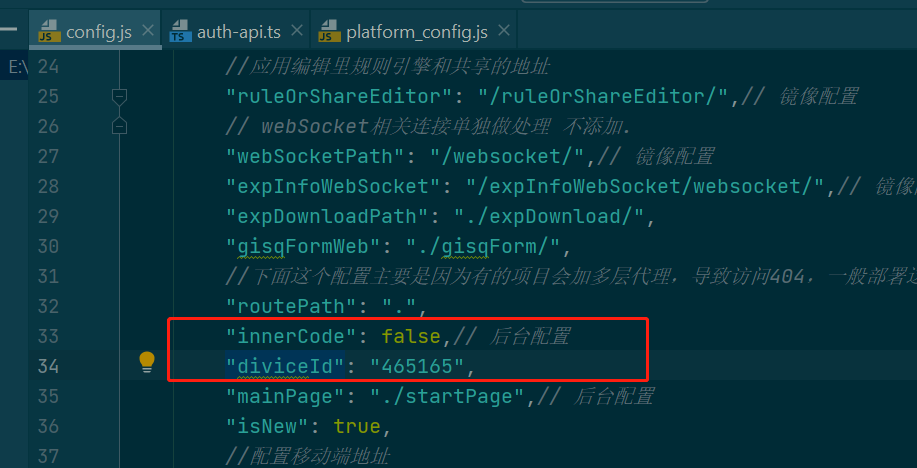 config.js auth-api.ts platform_config.js
E:\
24 //应用编辑里规则引擎和共享的地址
25 "ruleOrShareEditor": "/ruleOrShareEditor/",// 镜像配置
26 // webSocket相关连接单独做处理 不添加.
27 "webSocketPath": "/websocket/",// 镜像配置
28 "expInfoWebSocket": "/expInfoWebSocket/websocket/",// 镜像
29 "expDownloadPath": "./expDownload/",
30 "gisqFormWeb": "./gisqForm/",
31 //下面这个配置主要是因为有的项目会加多层代理，导致访问404，一般部署
32 "routePath": ".",
33 "innerCode": false,// 后台配置
34 "diviceId": "465165",
35 "mainPage": "./startPage",// 后台配置
36 "isNew": true,
37 //配置移动端地址